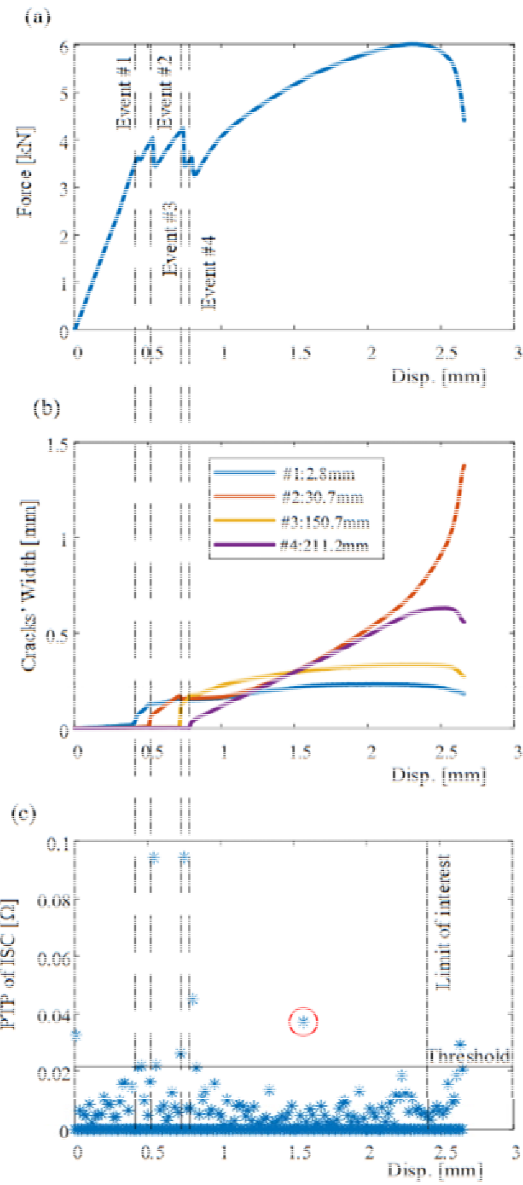 (a)
6
5
4
3
2
1
0
Force [kN]
Event #1
Event #2
Event #3
Event #4
0 0.5 1 1.5 2 2.5 3
Disp. [mm]
(b)
1.5
1.0
0.5
0
Cracks' Width [mm]
#1:2.8mm
#2:30.7mm
#3:150.7mm
#4:211.2mm
0 0.5 1 1.5 2 2.5 3
Disp. [mm]
(c)
0.1
0.08
0.06
0.04
0.02
0
PTP of ISC [Ω]
Limit of interest
Threshold
0 0.5 1 1.5 2 2.5 3
Disp. [mm]